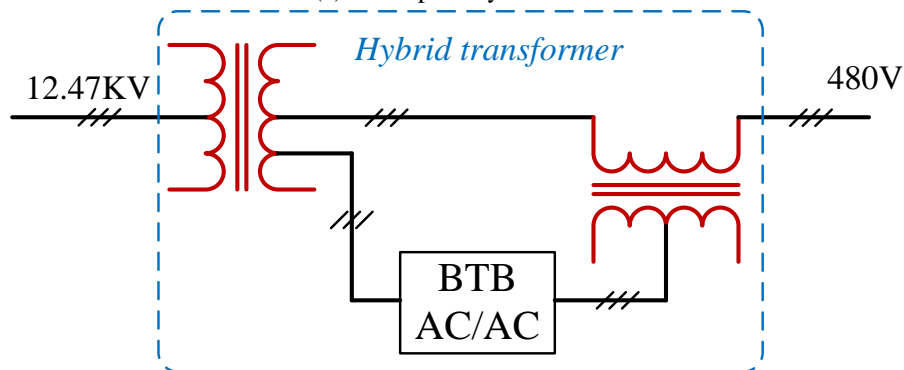 Hybrid transformer
12.47KV
480V
BTB
AC/AC